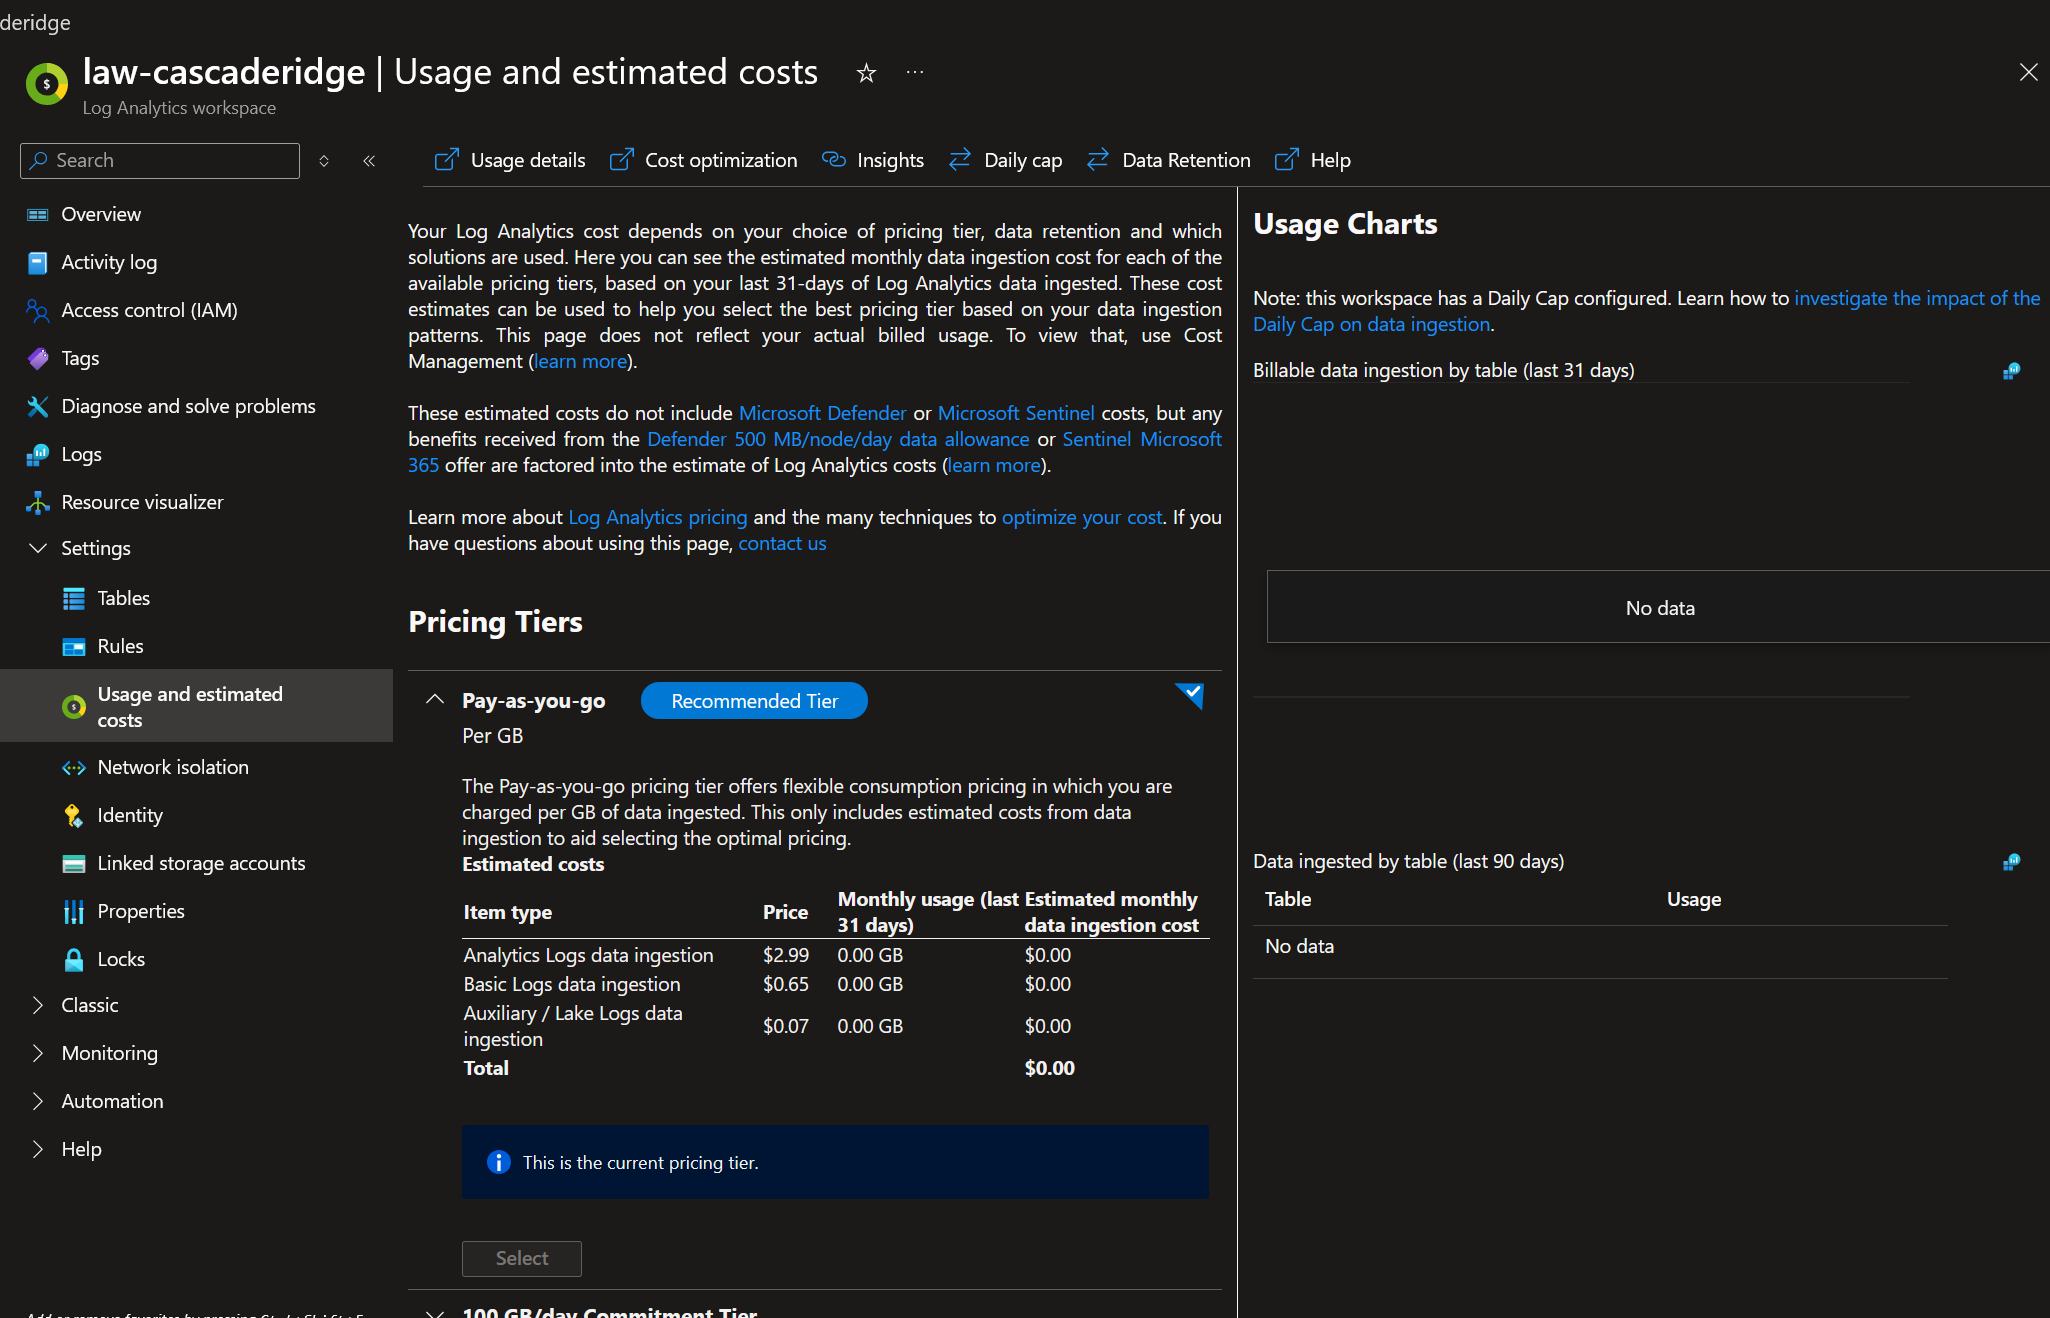 deridge
law-cascaderidge | Usage and estimated costs
Log Analytics workspace
Search
Overview
Activity log
Access control (IAM)
Tags
Diagnose and solve problems
Logs
Resource visualizer
Settings
Tables
Rules
Usage and estimated
costs
Network isolation
Identity
Linked storage accounts
Properties
Locks
Classic
Monitoring
Automation
Help
Usage details Cost optimization Insights Daily cap Data Retention Help
Your Log Analytics cost depends on your choice of pricing tier, data retention and which
solutions are used. Here you can see the estimated monthly data ingestion cost for each of the
available pricing tiers, based on your last 31-days of Log Analytics data ingested. These cost
estimates can be used to help you select the best pricing tier based on your data ingestion
patterns. This page does not reflect your actual billed usage. To view that, use Cost
Management (learn more).
These estimated costs do not include Microsoft Defender or Microsoft Sentinel costs, but any
benefits received from the Defender 500 MB/node/day data allowance or Sentinel Microsoft
365 offer are factored into the estimate of Log Analytics costs (learn more).
Learn more about Log Analytics pricing and the many techniques to optimize your cost. If you
have questions about using this page, contact us
Pricing Tiers
Pay-as-you-go Recommended Tier
Per GB
The Pay-as-you-go pricing tier offers flexible consumption pricing in which you are
charged per GB of data ingested. This only includes estimated costs from data
ingestion to aid selecting the optimal pricing.
Estimated costs
Item type Price Monthly usage (last 31 days) Estimated monthly data ingestion cost
Analytics Logs data ingestion $2.99 0.00 GB $0.00
Basic Logs data ingestion $0.65 0.00 GB $0.00
Auxiliary / Lake Logs data ingestion $0.07 0.00 GB $0.00
Total $0.00
This is the current pricing tier.
Select
100 GB/day Commitment Tier
Usage Charts
Note: this workspace has a Daily Cap configured. Learn how to investigate the impact of the
Daily Cap on data ingestion.
Billable data ingestion by table (last 31 days)
No data
Data ingested by table (last 90 days)
Table Usage
No data